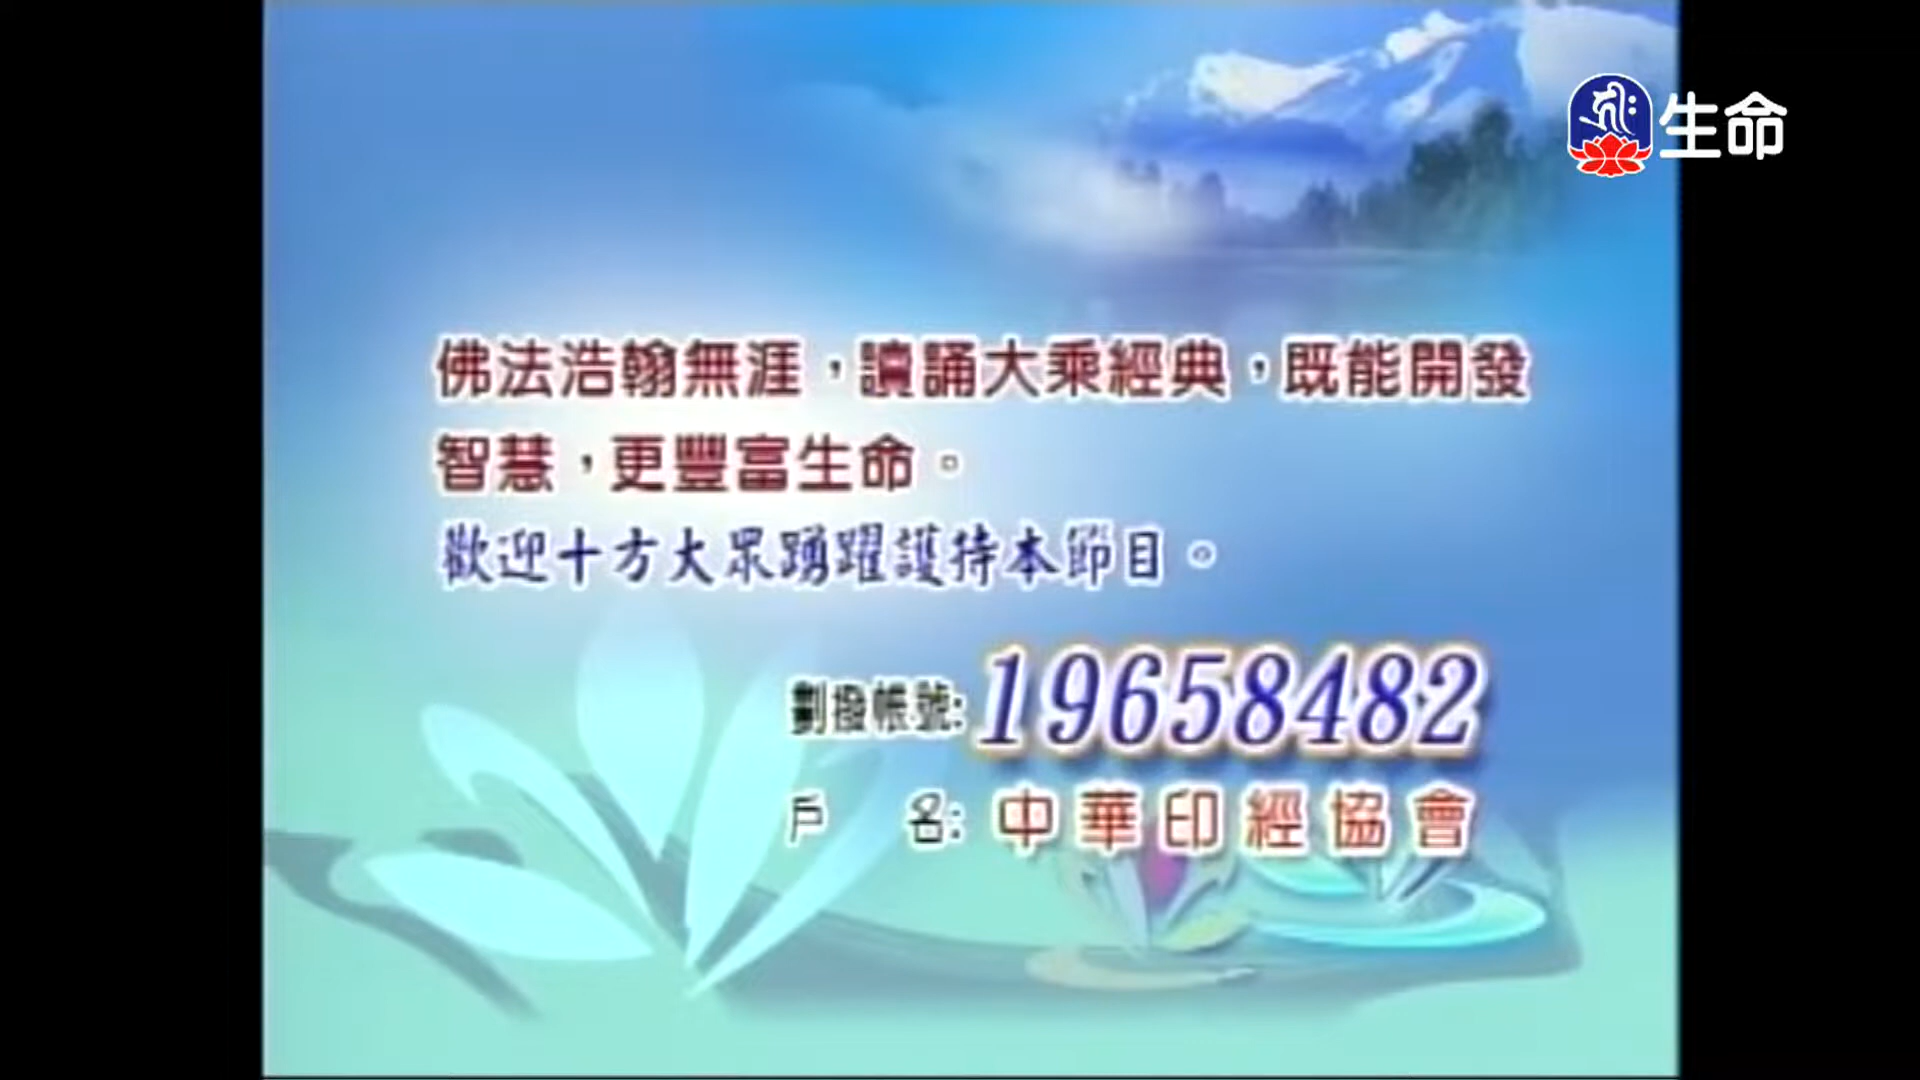 生命
佛法浩翰無涯，讀誦大乘經典，既能開發
智慧，更豐富生命。
歡迎十方大眾踴躍護持本節目。
劃撥帳號:19658482
戶 名:中華印經協會